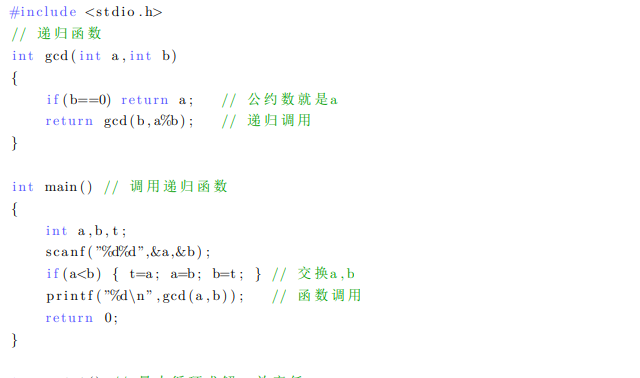 #include <stdio.h>
// 递归函数
int gcd(int a,int b)
{
if(b==0) return a; // 公约数就是a
return gcd(b,a%b); // 递归调用
}
int main() // 调用递归函数
{
int a,b,t;
scanf("%d%d",&a,&b);
if(a<b) { t=a; a=b; b=t; } // 交换a,b
printf("%d\n",gcd(a,b)); // 函数调用
return 0;
}